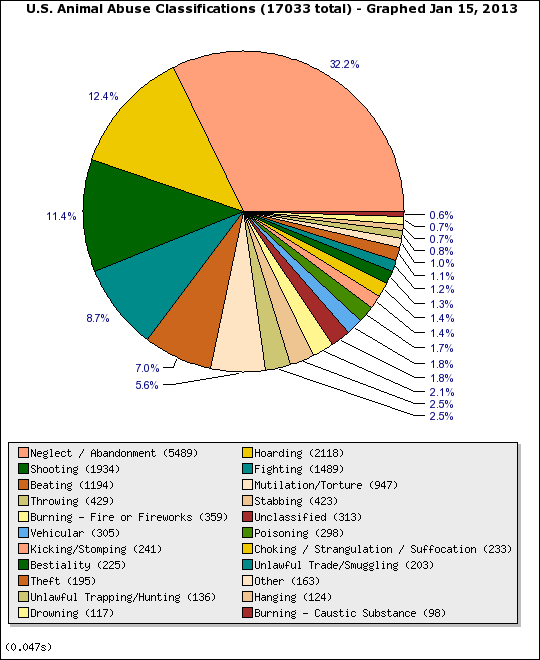 U.S. Animal Abuse Classifications (17033 total) - Graphed Jan 15, 2013
32.2%
12.4%
11.4%
8.7%
7.0%
5.6%
0.6%
0.7%
0.7%
0.8%
1.0%
1.1%
1.2%
1.3%
1.4%
1.4%
1.7%
1.8%
1.8%
2.1%
2.5%
2.5%
Neglect / Abandonment (5489) Hoarding (2118)
Shooting (1934) Fighting (1489)
Beating (1194) Mutilation/Torture (947)
Throwing (429) Stabbing (423)
Burning - Fire or Fireworks (359) Unclassified (313)
Vehicular (305) Poisoning (298)
Kicking/Stomping (241) Choking / Strangulation / Suffocation (233)
Bestiality (225) Unlawful Trade/Smuggling (203)
Theft (195) Other (163)
Unlawful Trapping/Hunting (136) Hanging (124)
Drowning (117) Burning - Caustic Substance (98)
(0.047s)